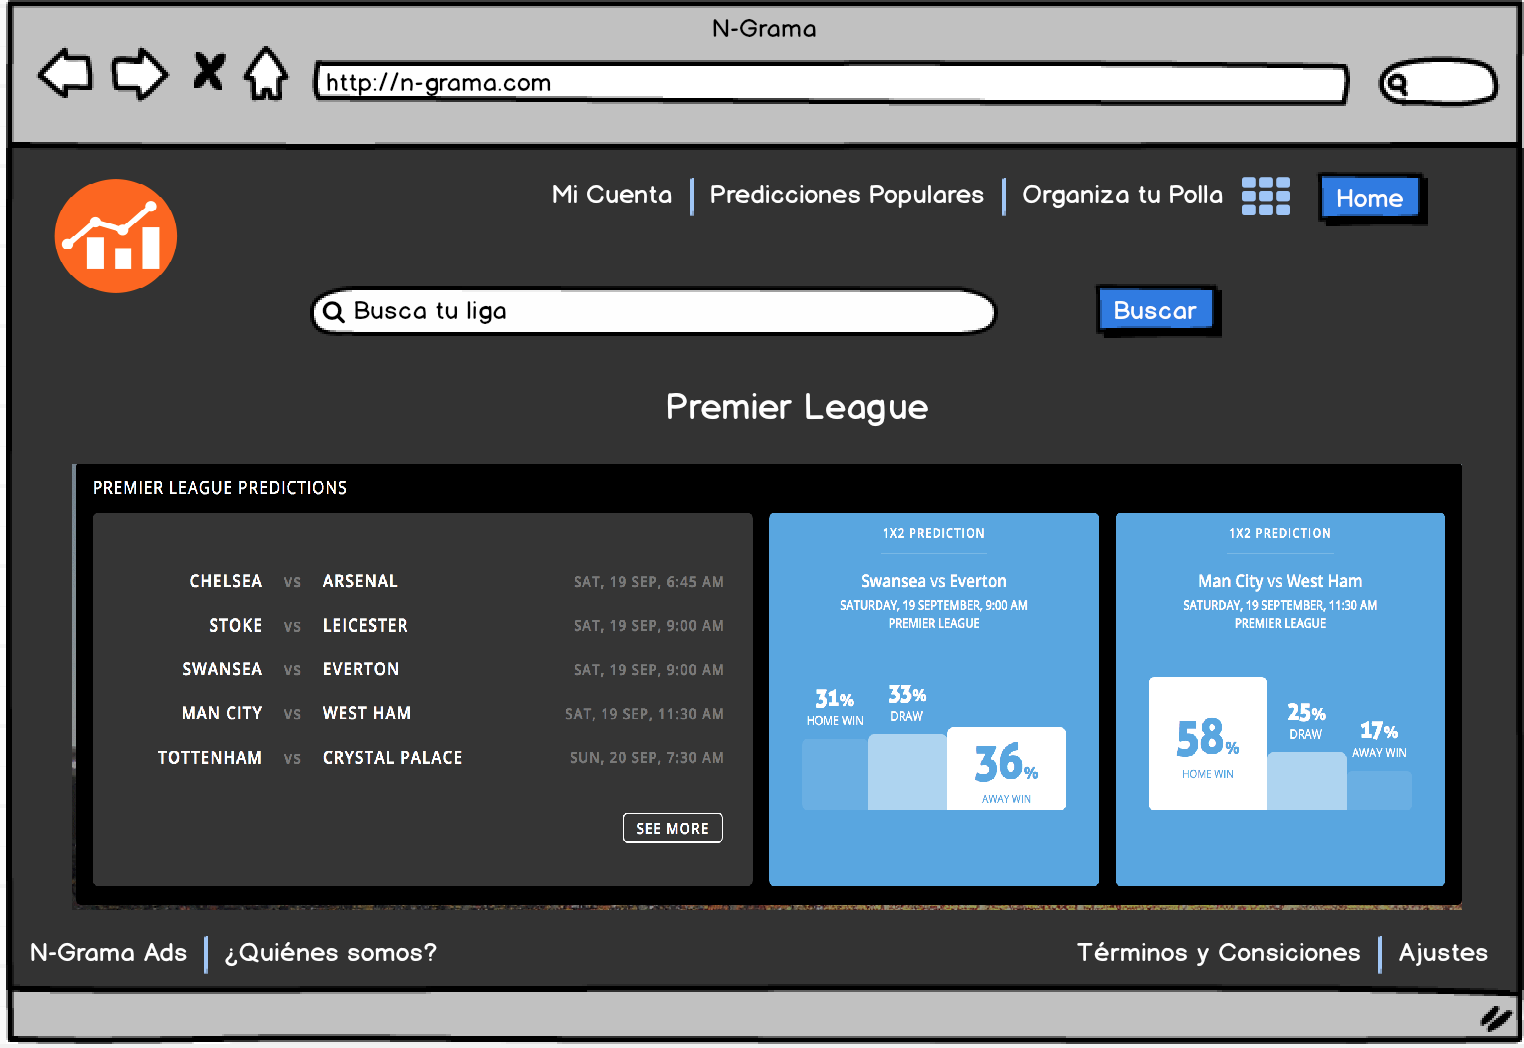 N-Grama
http://n-grama.com
Mi Cuenta
Predicciones Populares
Organiza tu Polla
Home
Busca tu liga
Buscar
Premier League
PREMIER LEAGUE PREDICTIONS
CHELSEA VS ARSENAL SAT, 19 SEP, 6:45 AM
STOKE VS LEICESTER SAT, 19 SEP, 9:00 AM
SWANSEA VS EVERTON SAT, 19 SEP, 9:00 AM
MAN CITY VS WEST HAM SAT, 19 SEP, 11:30 AM
TOTTENHAM VS CRYSTAL PALACE SUN, 20 SEP, 7:30 AM
SEE MORE
1X2 PREDICTION
Swansea vs Everton
SATURDAY, 19 SEPTEMBER, 9:00 AM
PREMIER LEAGUE
31%
HOME WIN
33%
DRAW
36%
AWAY WIN
1X2 PREDICTION
Man City vs West Ham
SATURDAY, 19 SEPTEMBER, 11:30 AM
PREMIER LEAGUE
58%
HOME WIN
25%
DRAW
17%
AWAY WIN
N-Grama Ads
¿Quiénes somos?
Términos y Consiciones
Ajustes